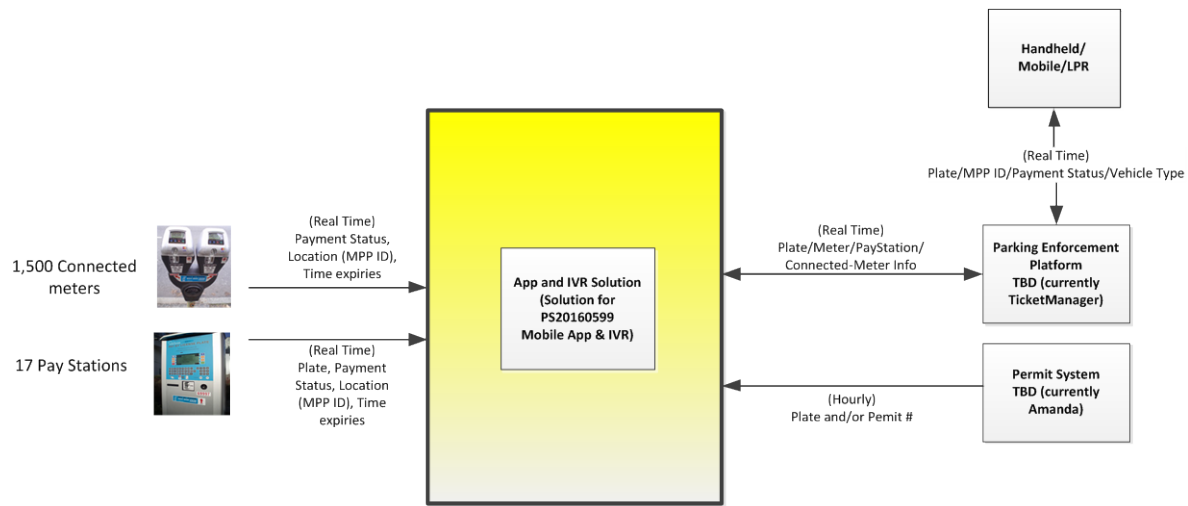 Handheld/
Mobile/LPR
(Real Time)
Plate/MPP ID/Payment Status/Vehicle Type
(Real Time)
Payment Status,
Location (MPP ID),
Time expiries
1,500 Connected
meters
(Real Time)
Plate/Meter/PayStation/
Connected-Meter Info
Parking Enforcement
Platform
TBD (currently
TicketManager)
App and IVR Solution
(Solution for
PS20160599
Mobile App & IVR)
17 Pay Stations
(Real Time)
Plate, Payment
Status, Location
(MPP ID), Time
expiries
(Hourly)
Plate and/or Pemit #
Permit System
TBD (currently
Amanda)